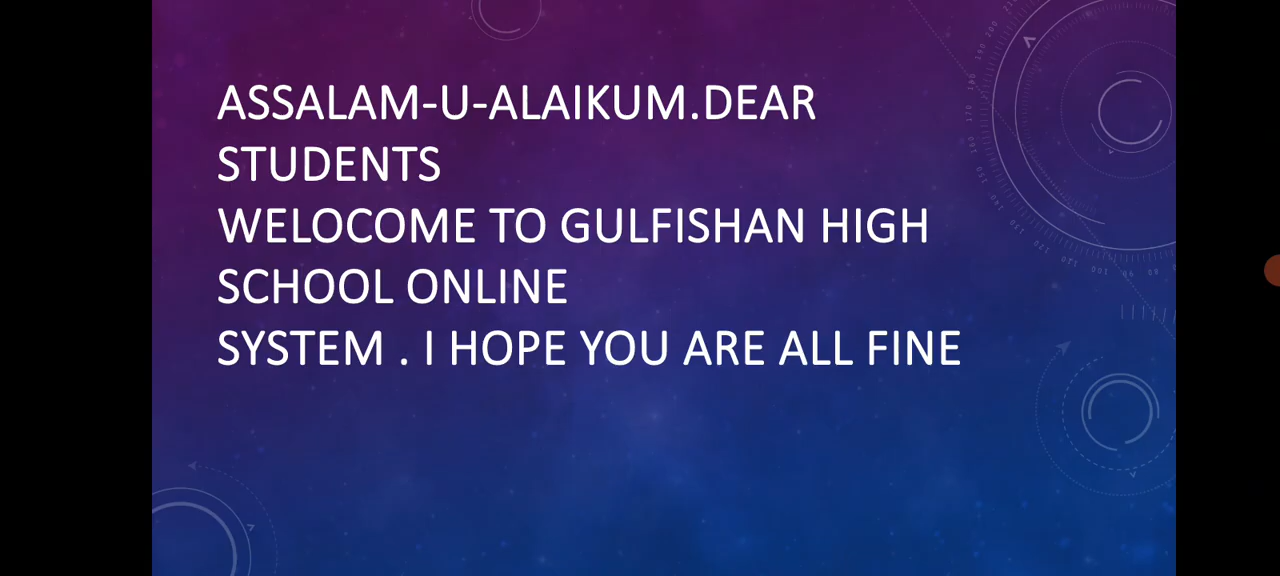 ASSALAM-U-ALAIKUM.DEAR
STUDENTS
WELOCOME TO GULFISHAN HIGH
SCHOOL ONLINE
SYSTEM . I HOPE YOU ARE ALL FINE